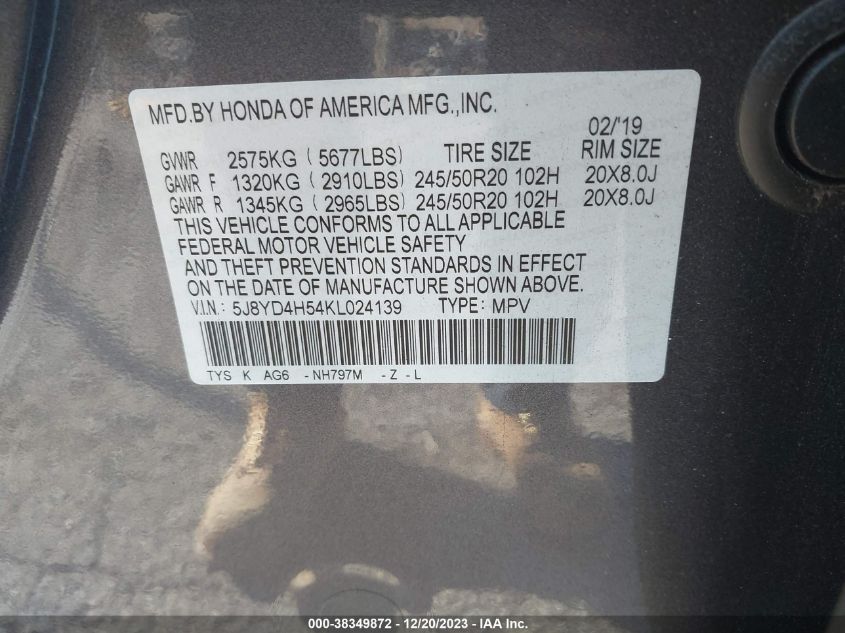 MFD.BY HONDA OF AMERICA MFG.,INC.
02/'19
GVWR 2575KG ( 5677LBS) TIRE SIZE RIM SIZE
GAWR F 1320KG ( 2910LBS) 245/50R20 102H 20X8.0J
GAWR R 1345KG ( 2965LBS) 245/50R20 102H 20X8.0J
THIS VEHICLE CONFORMS TO ALL APPLICABLE
FEDERAL MOTOR VEHICLE SAFETY
AND THEFT PREVENTION STANDARDS IN EFFECT
ON THE DATE OF MANUFACTURE SHOWN ABOVE.
V.I.N.: 5J8YD4H54KL024139 TYPE: MPV
TYS K AG6 -NH797M -Z -L
000-38349872 - 12/20/2023 - IAA Inc.